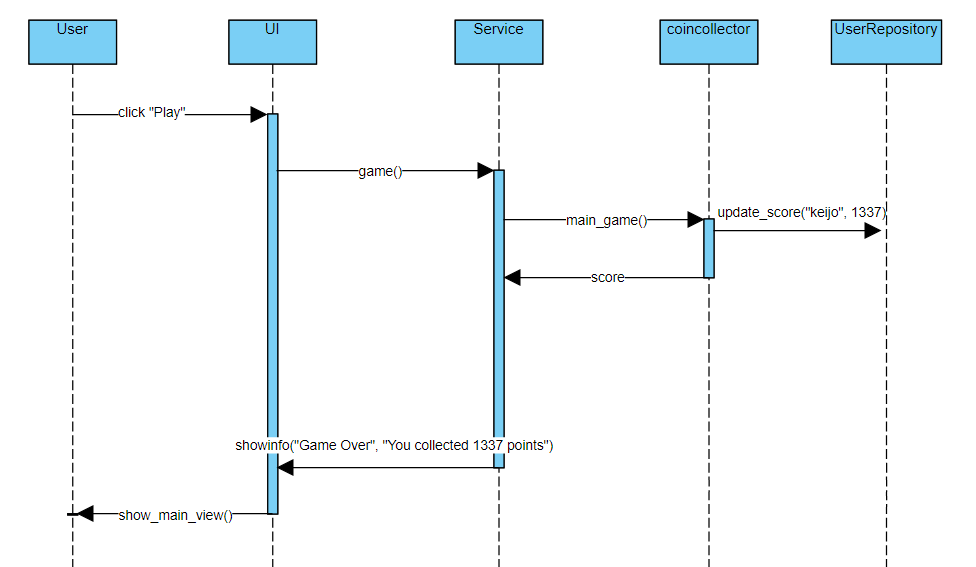 User
UI
Service
coincollector
UserRepository
click "Play"
game()
main_game()
update_score("keijo", 1337)
score
showinfo("Game Over", "You collected 1337 points")
show_main_view()